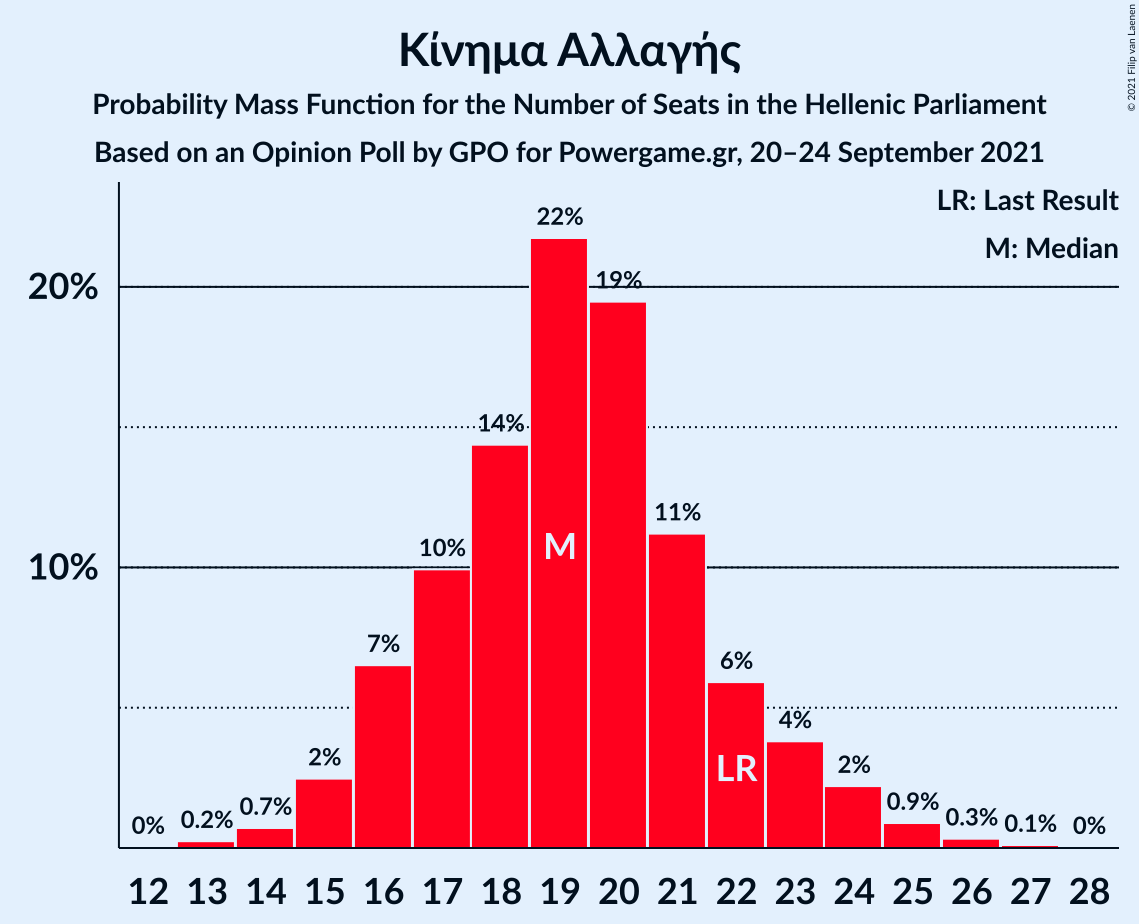 Κίνημα Αλλαγής
Probability Mass Function for the Number of Seats in the Hellenic Parliament
Based on an Opinion Poll by GPO for Powergame.gr, 20–24 September 2021
© 2021 Filip van Laenen
LR: Last Result
M: Median
20%
10%
0%
0.2%
0.7%
2%
7%
10%
14%
22%
19%
11%
6%
4%
2%
0.9%
0.3%
0.1%
0%
M
LR
12 13 14 15 16 17 18 19 20 21 22 23 24 25 26 27 28